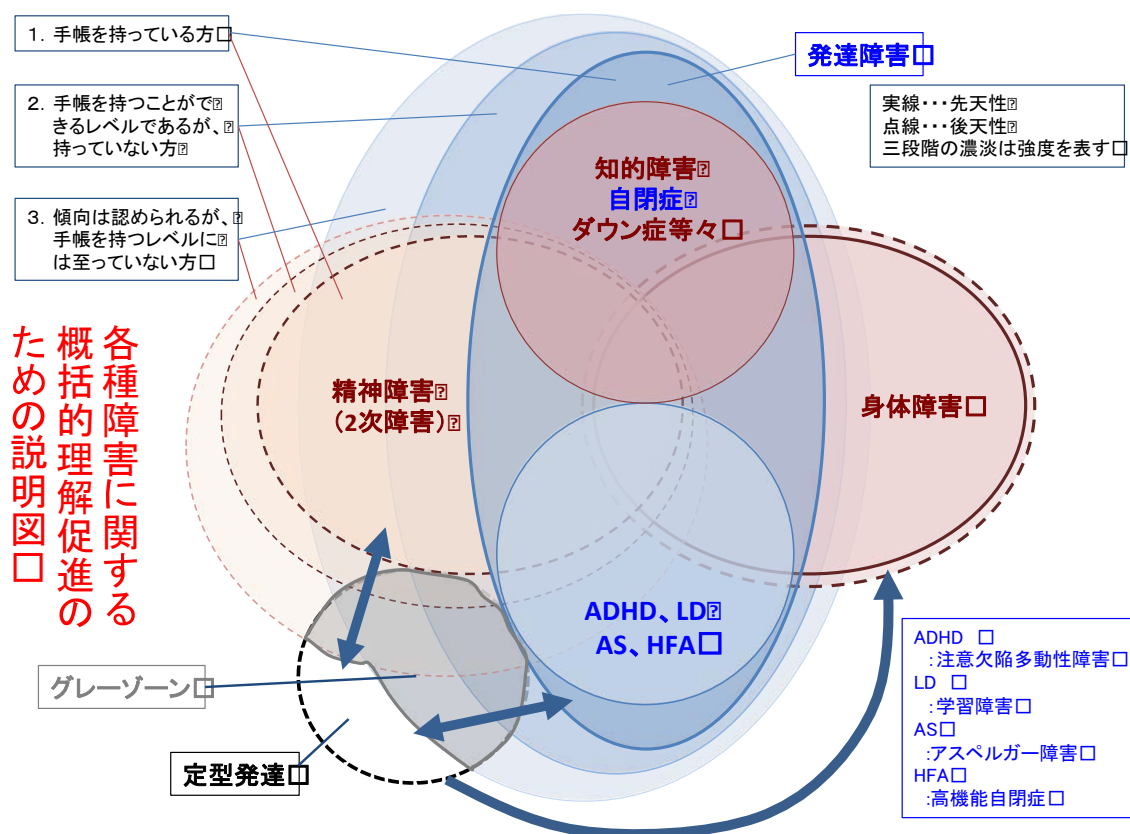 1. 手帳を持っている方
2. 手帳を持つことがで
きるレベルであるが、
持っていない方
3. 傾向は認められるが、
手帳を持つレベルに
は至っていない方
発達障害
実線・・・先天性
点線・・・後天性
三段階の濃淡は強度を表す
知的障害
自閉症
ダウン症等々
精神障害
(2次障害)
身体障害
各種障害に関する
概括的理解促進の
ための説明図
ADHD、LD
AS、HFA
グレーゾーン
定型発達
ADHD
:注意欠陥多動性障害
LD
:学習障害
AS
:アスペルガー障害
HFA
:高機能自閉症